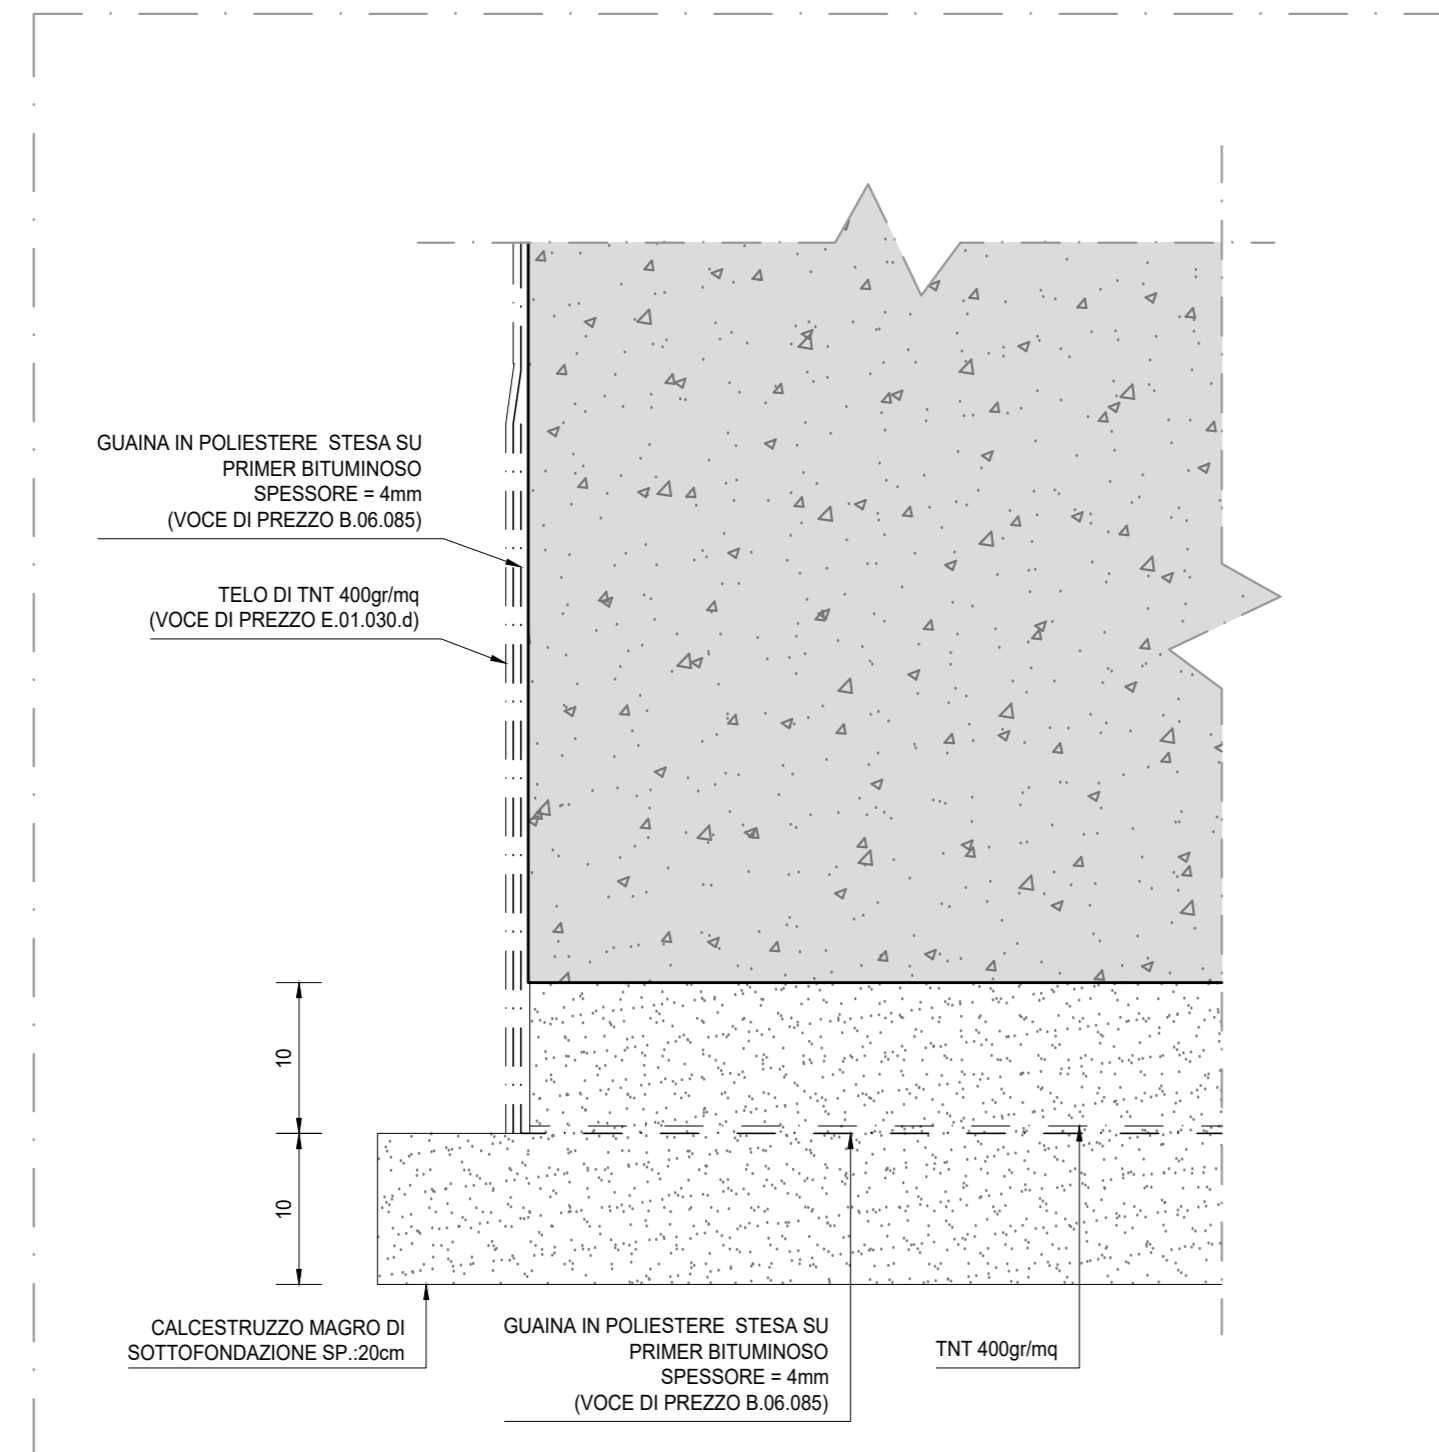 GUAINA IN POLIESTERE  STESA SU
PRIMER BITUMINOSO
SPESSORE = 4mm
(VOCE DI PREZZO B.06.085)
TELO DI TNT 400gr/mq
(VOCE DI PREZZO E.01.030.d)
10
10
CALCESTRUZZO MAGRO DI
SOTTOFONDAZIONE SP.:20cm
GUAINA IN POLIESTERE  STESA SU
PRIMER BITUMINOSO
SPESSORE = 4mm
(VOCE DI PREZZO B.06.085)
TNT 400gr/mq